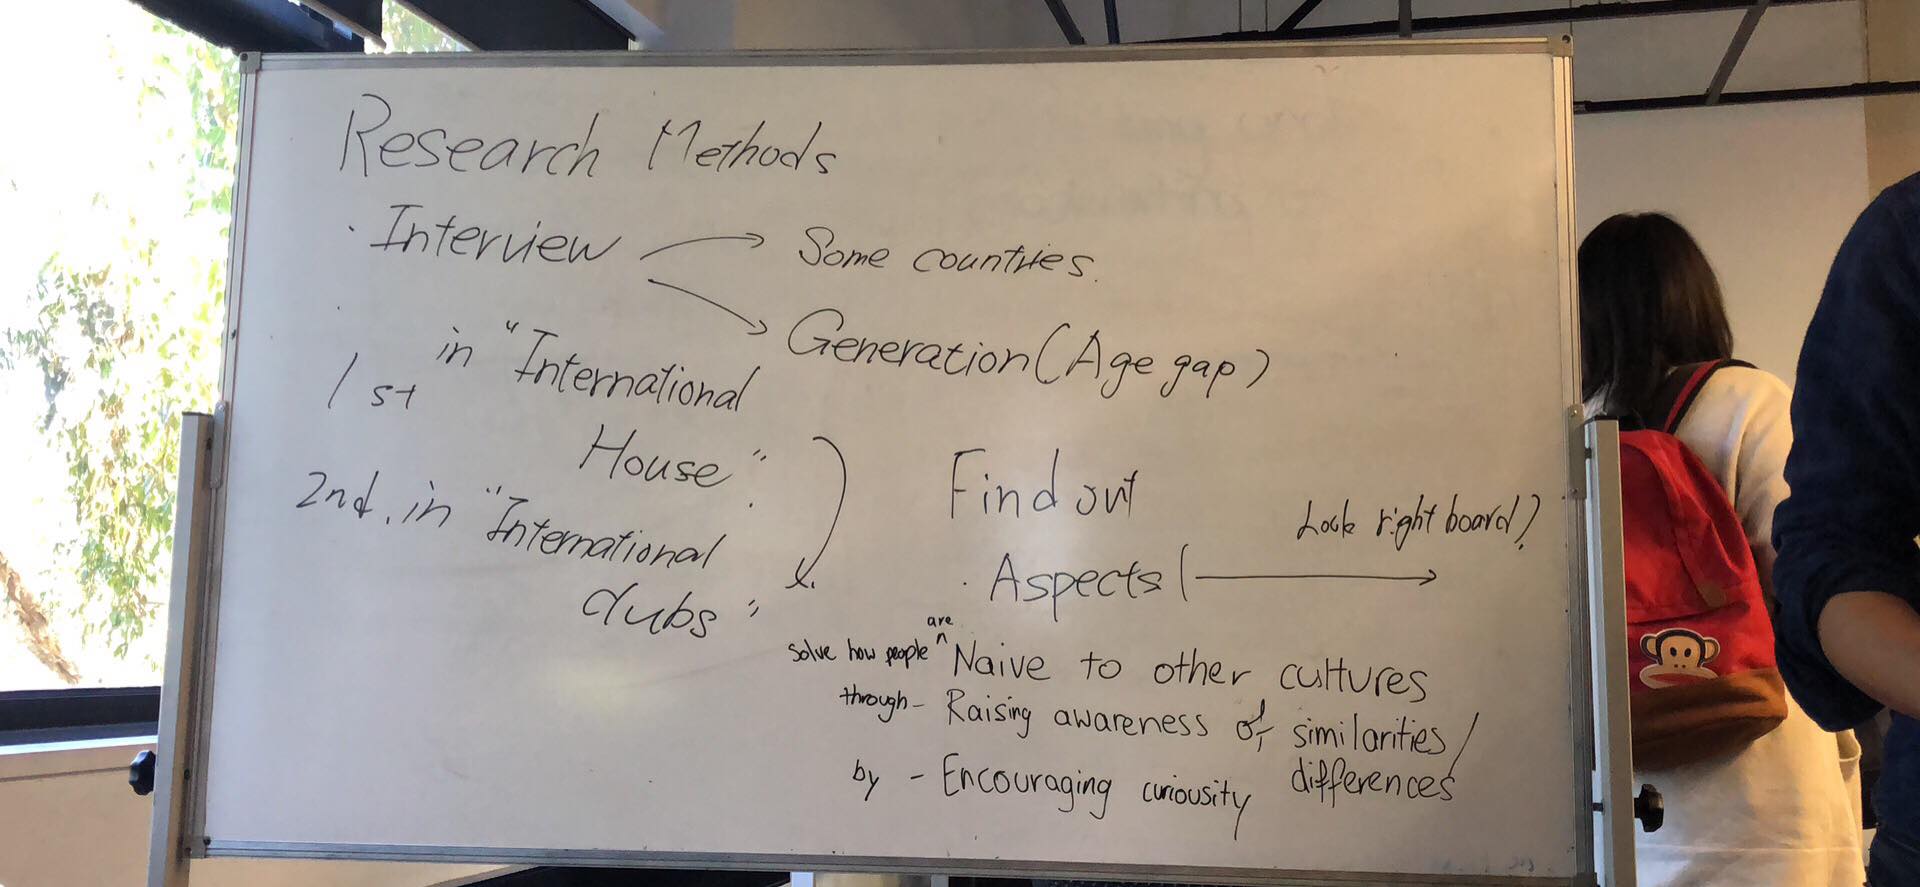 Research Methods
· Interview → Some countries.
→ Generation (Age gap)
1st in "International
House".
2nd. in "International
clubs"
Find out
· Aspects
Look right board?
solve how people are Naive to other cultures
through - Raising awareness of similarities/
differences
by - Encouraging curiousity